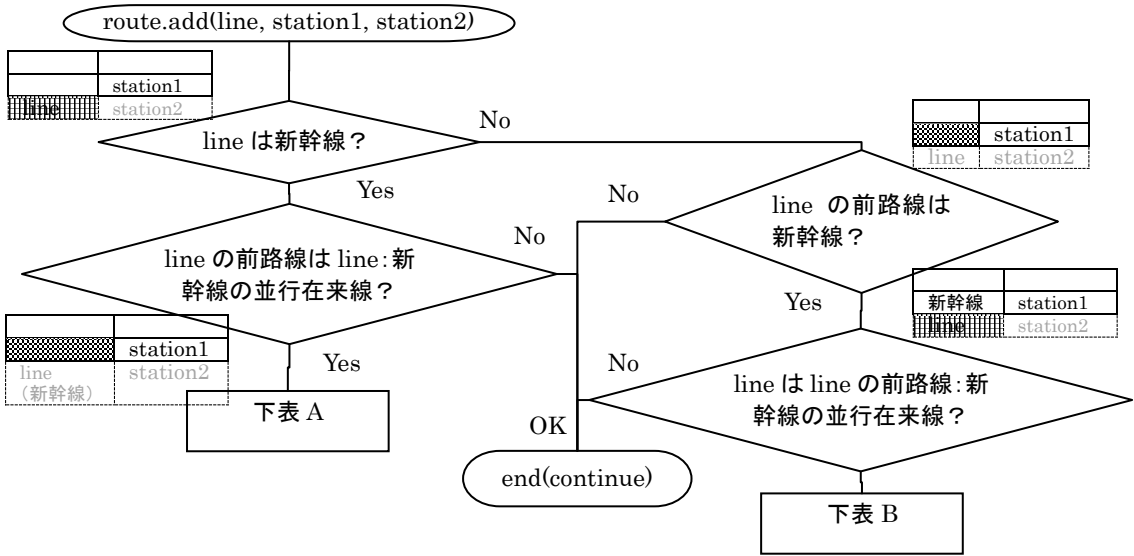 route.add(line, station1, station2)
station1
line station2
line は新幹線？
No
station1
line station2
Yes
line の前路線は
新幹線？
No
line の前路線は line:新
幹線の並行在来線？
No
Yes
新幹線 station1
line station2
station1
line station2
（新幹線）
Yes
下表 A
No
line は line の前路線:新
幹線の並行在来線？
OK
end(continue)
下表 B